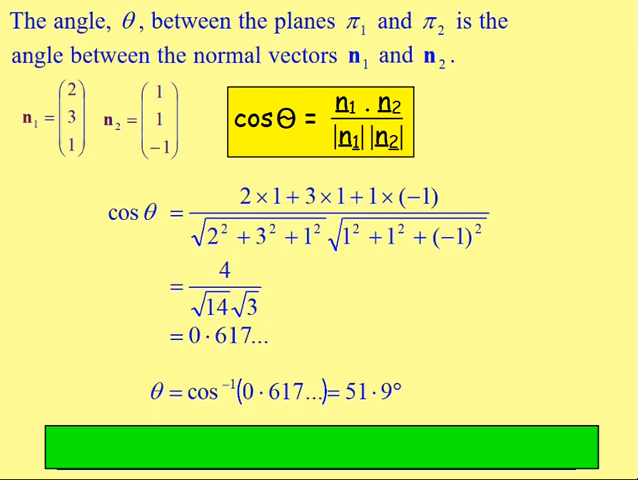 The angle, θ, between the planes π₁ and π₂ is the
angle between the normal vectors n₁ and n₂.
n₁ = (2 3 1) n₂ = (1 1 −1) cosθ = n₁ . n₂ / |n₁| |n₂|
cos θ = 2×1+3×1+1×(−1) / √(2² + 3² + 1²) √(1² + 1² + (−1)²)
= 4 / √14 √3
= 0·617...
θ = cos⁻¹(0·617...) = 51·9°